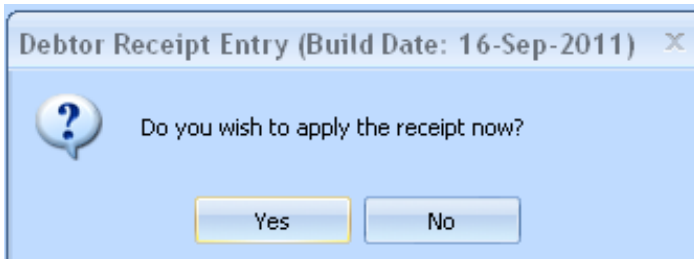 Debtor Receipt Entry (Build Date: 16-Sep-2011)
Do you wish to apply the receipt now?
Yes No